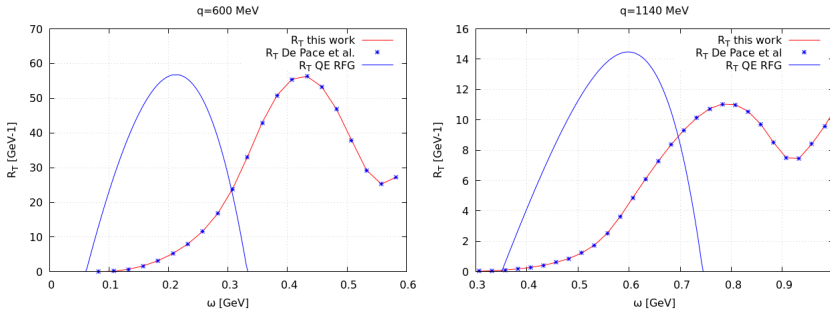 q=600 MeV
70
60
50
40
30
20
10
0
R_T [GeV-1]
R_T this work
R_T De Pace et al.
R_T QE RFG
0 0.1 0.2 0.3 0.4 0.5 0.6
ω [GeV]
q=1140 MeV
16
14
12
10
8
6
4
2
0
R_T [GeV-1]
R_T this work
R_T De Pace et al
R_T QE RFG
0.3 0.4 0.5 0.6 0.7 0.8 0.9
ω [GeV]